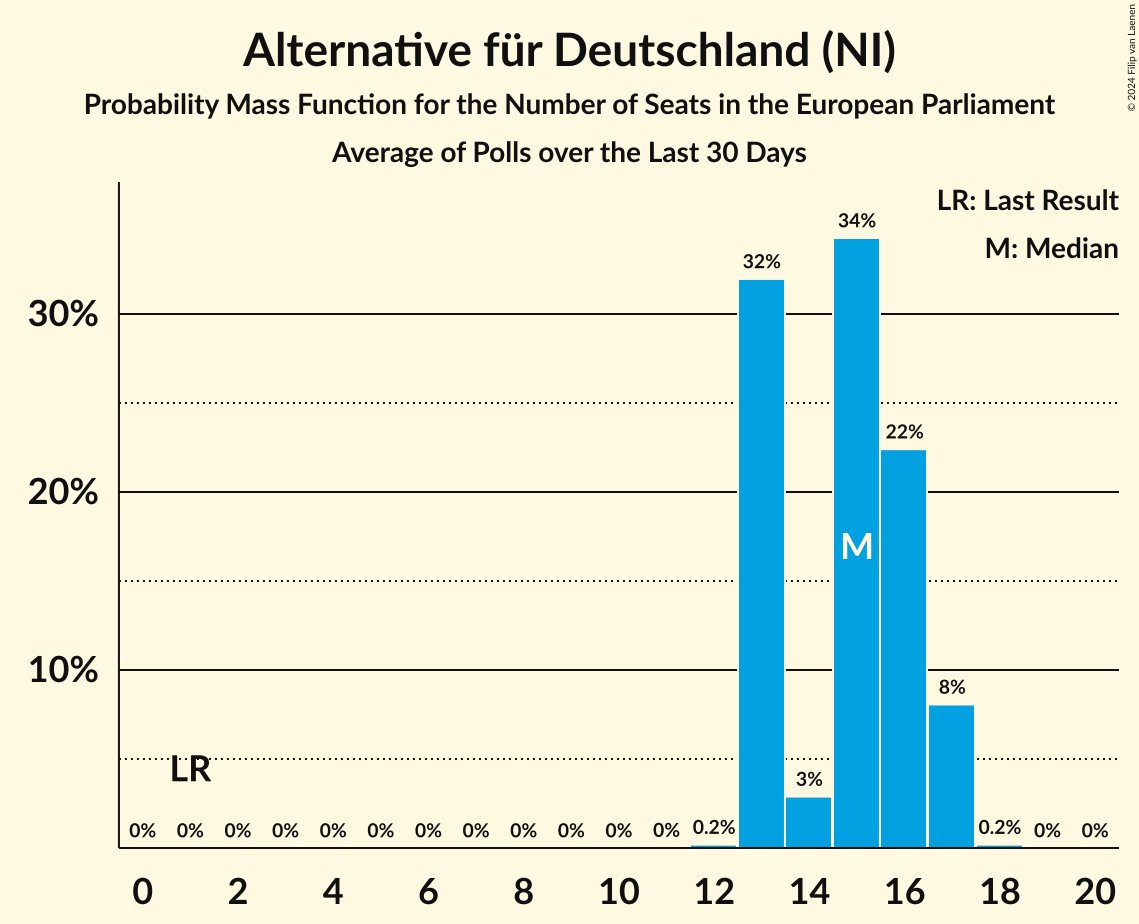 Alternative für Deutschland (NI)
Probability Mass Function for the Number of Seats in the European Parliament
Average of Polls over the Last 30 Days
© 2024 Filip van Laenen
LR: Last Result
M: Median
34%
32%
30%
22%
20%
M
10%
8%
LR
3%
0% 0% 0% 0% 0% 0% 0% 0% 0% 0% 0% 0% 0.2% 0.2% 0% 0%
0 2 4 6 8 10 12 14 16 18 20